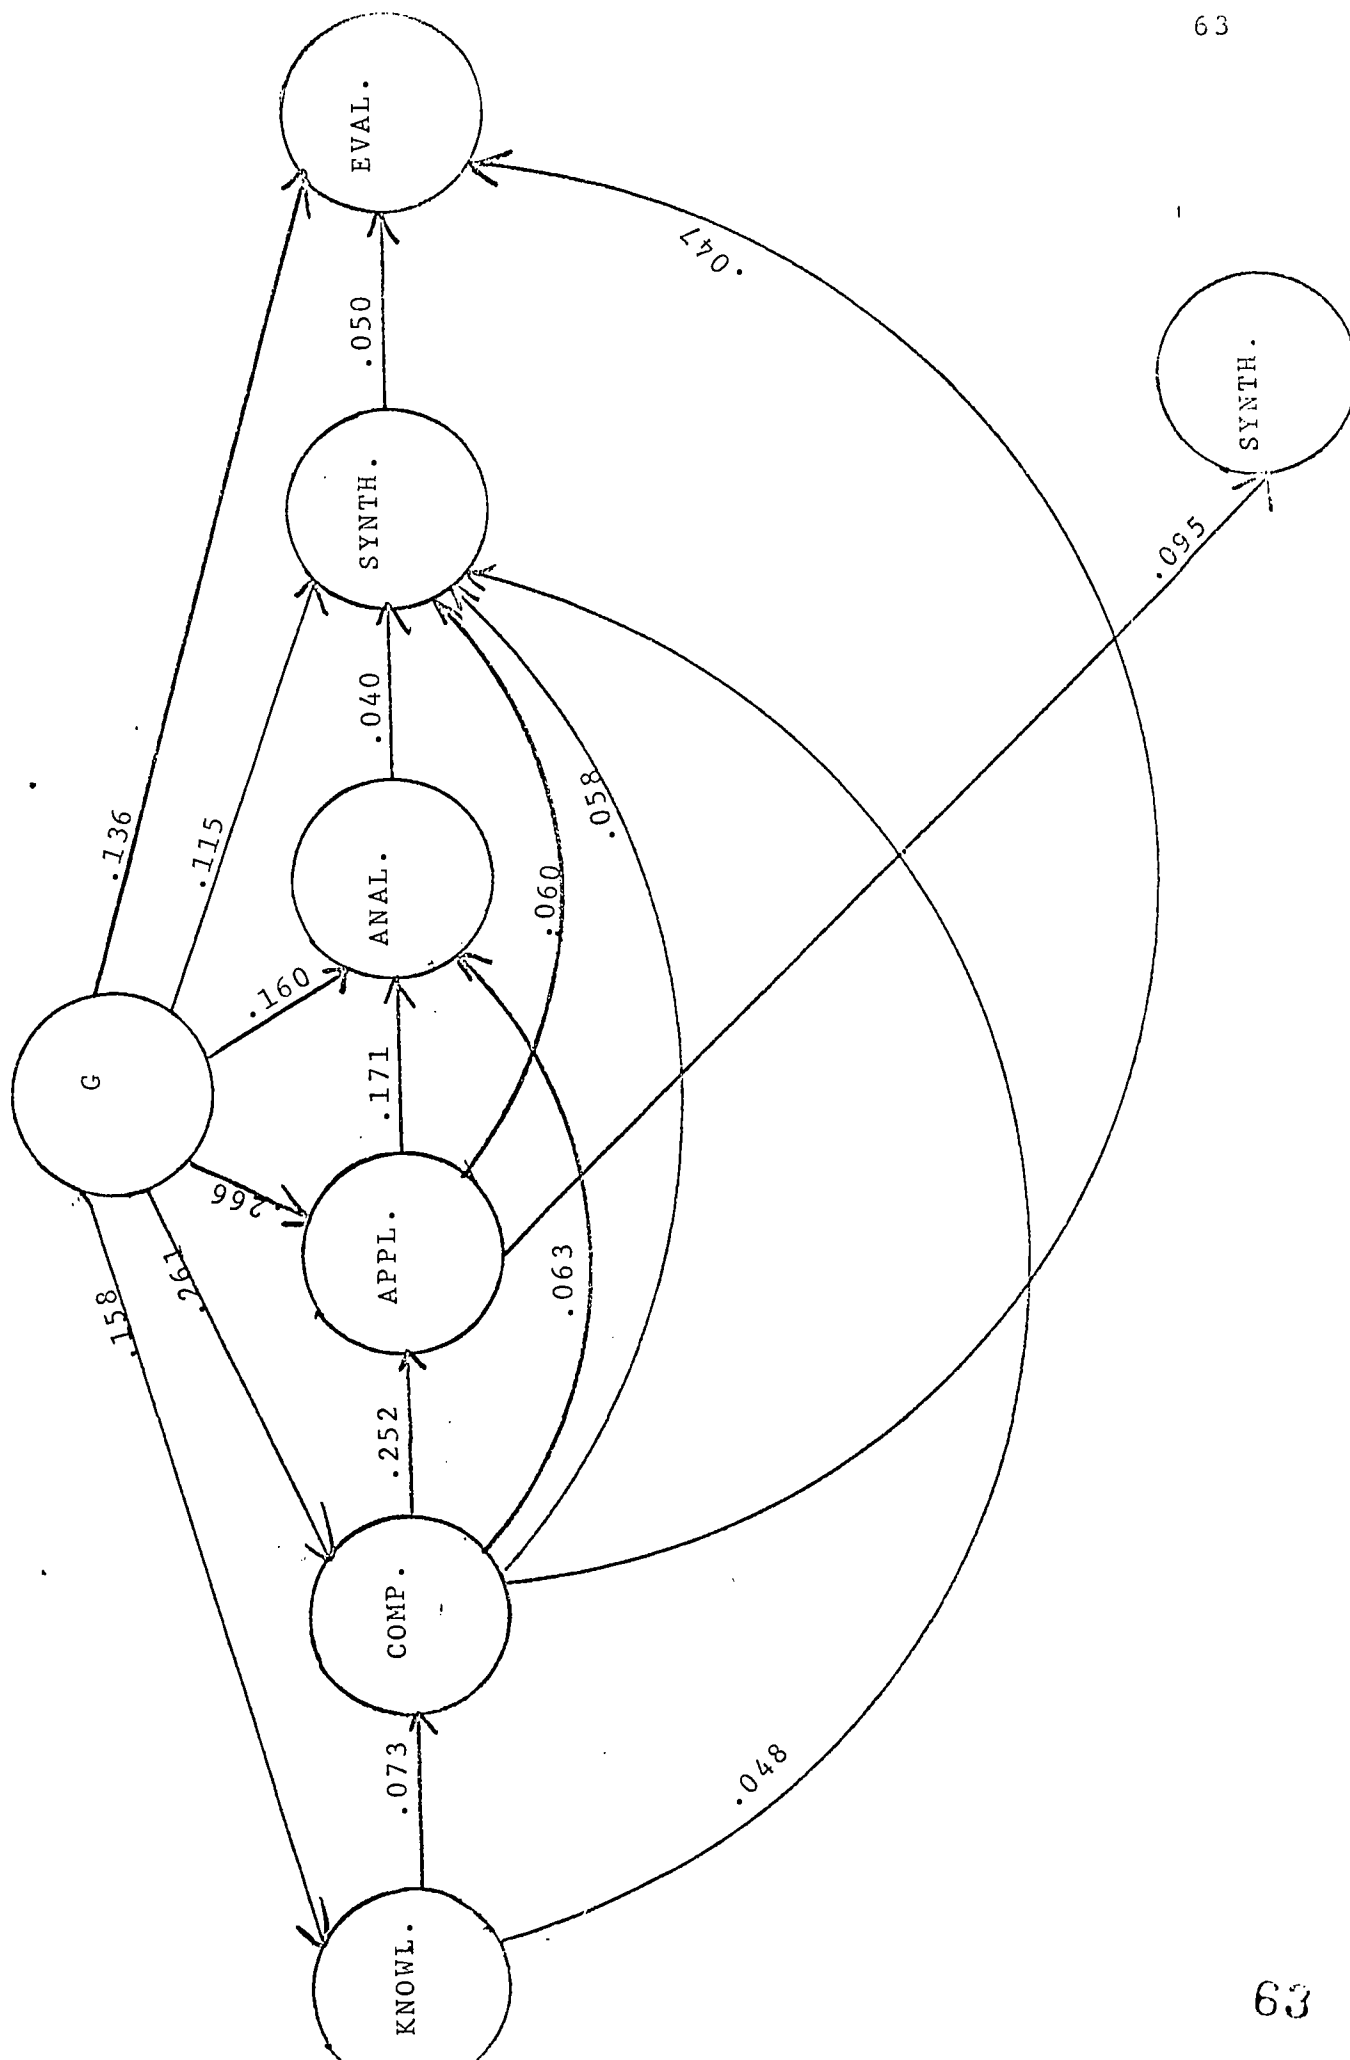 63
G
.158
.261
.266
.160
.115
.136
KNOWL.
.073
COMP.
.252
APPL.
.171
ANAL.
.040
SYNTH.
.050
EVAL.
.063
.060
.058
.048
.047
.095
SYNTH.
63